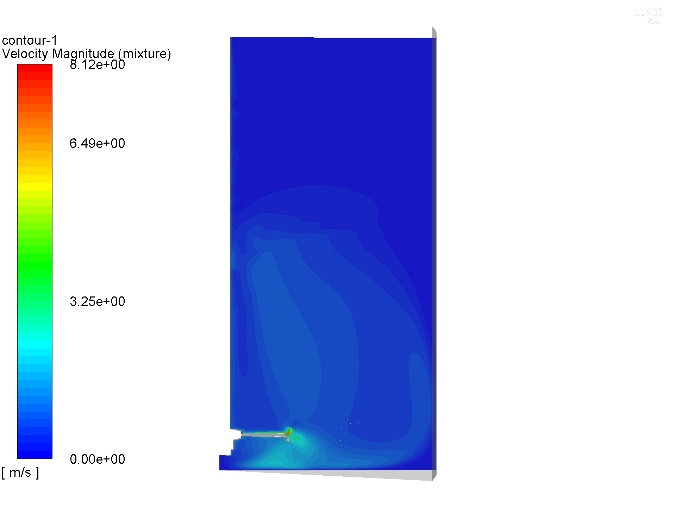 contour-1
Velocity Magnitude (mixture)
8.12e+00
6.49e+00
3.25e+00
0.00e+00
[ m/s ]